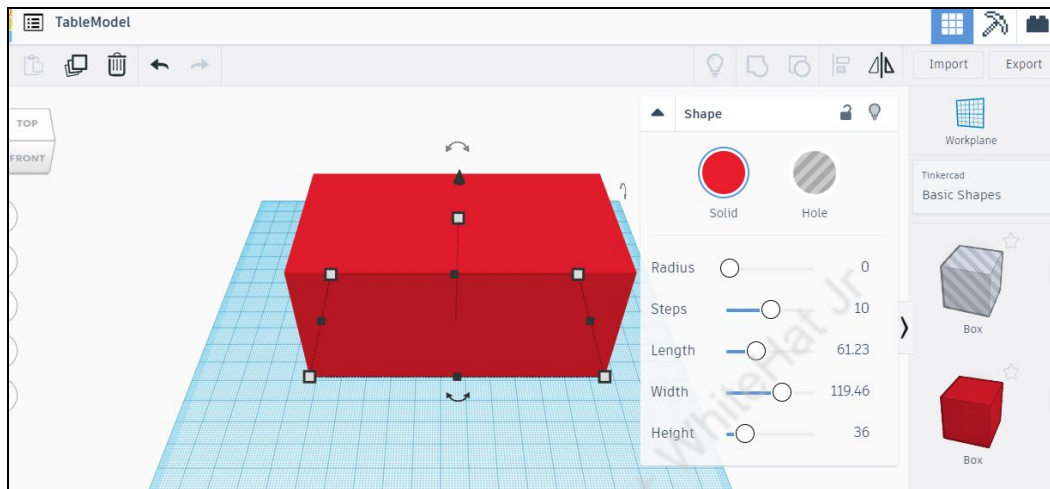 TableModel
Import Export
TOP
FRONT
Shape
Solid Hole
Radius 0
Steps 10
Length 61.23
Width 119.46
Height 36
Workplane
Tinkercad
Basic Shapes
Box
Box
WhiteHat Jr